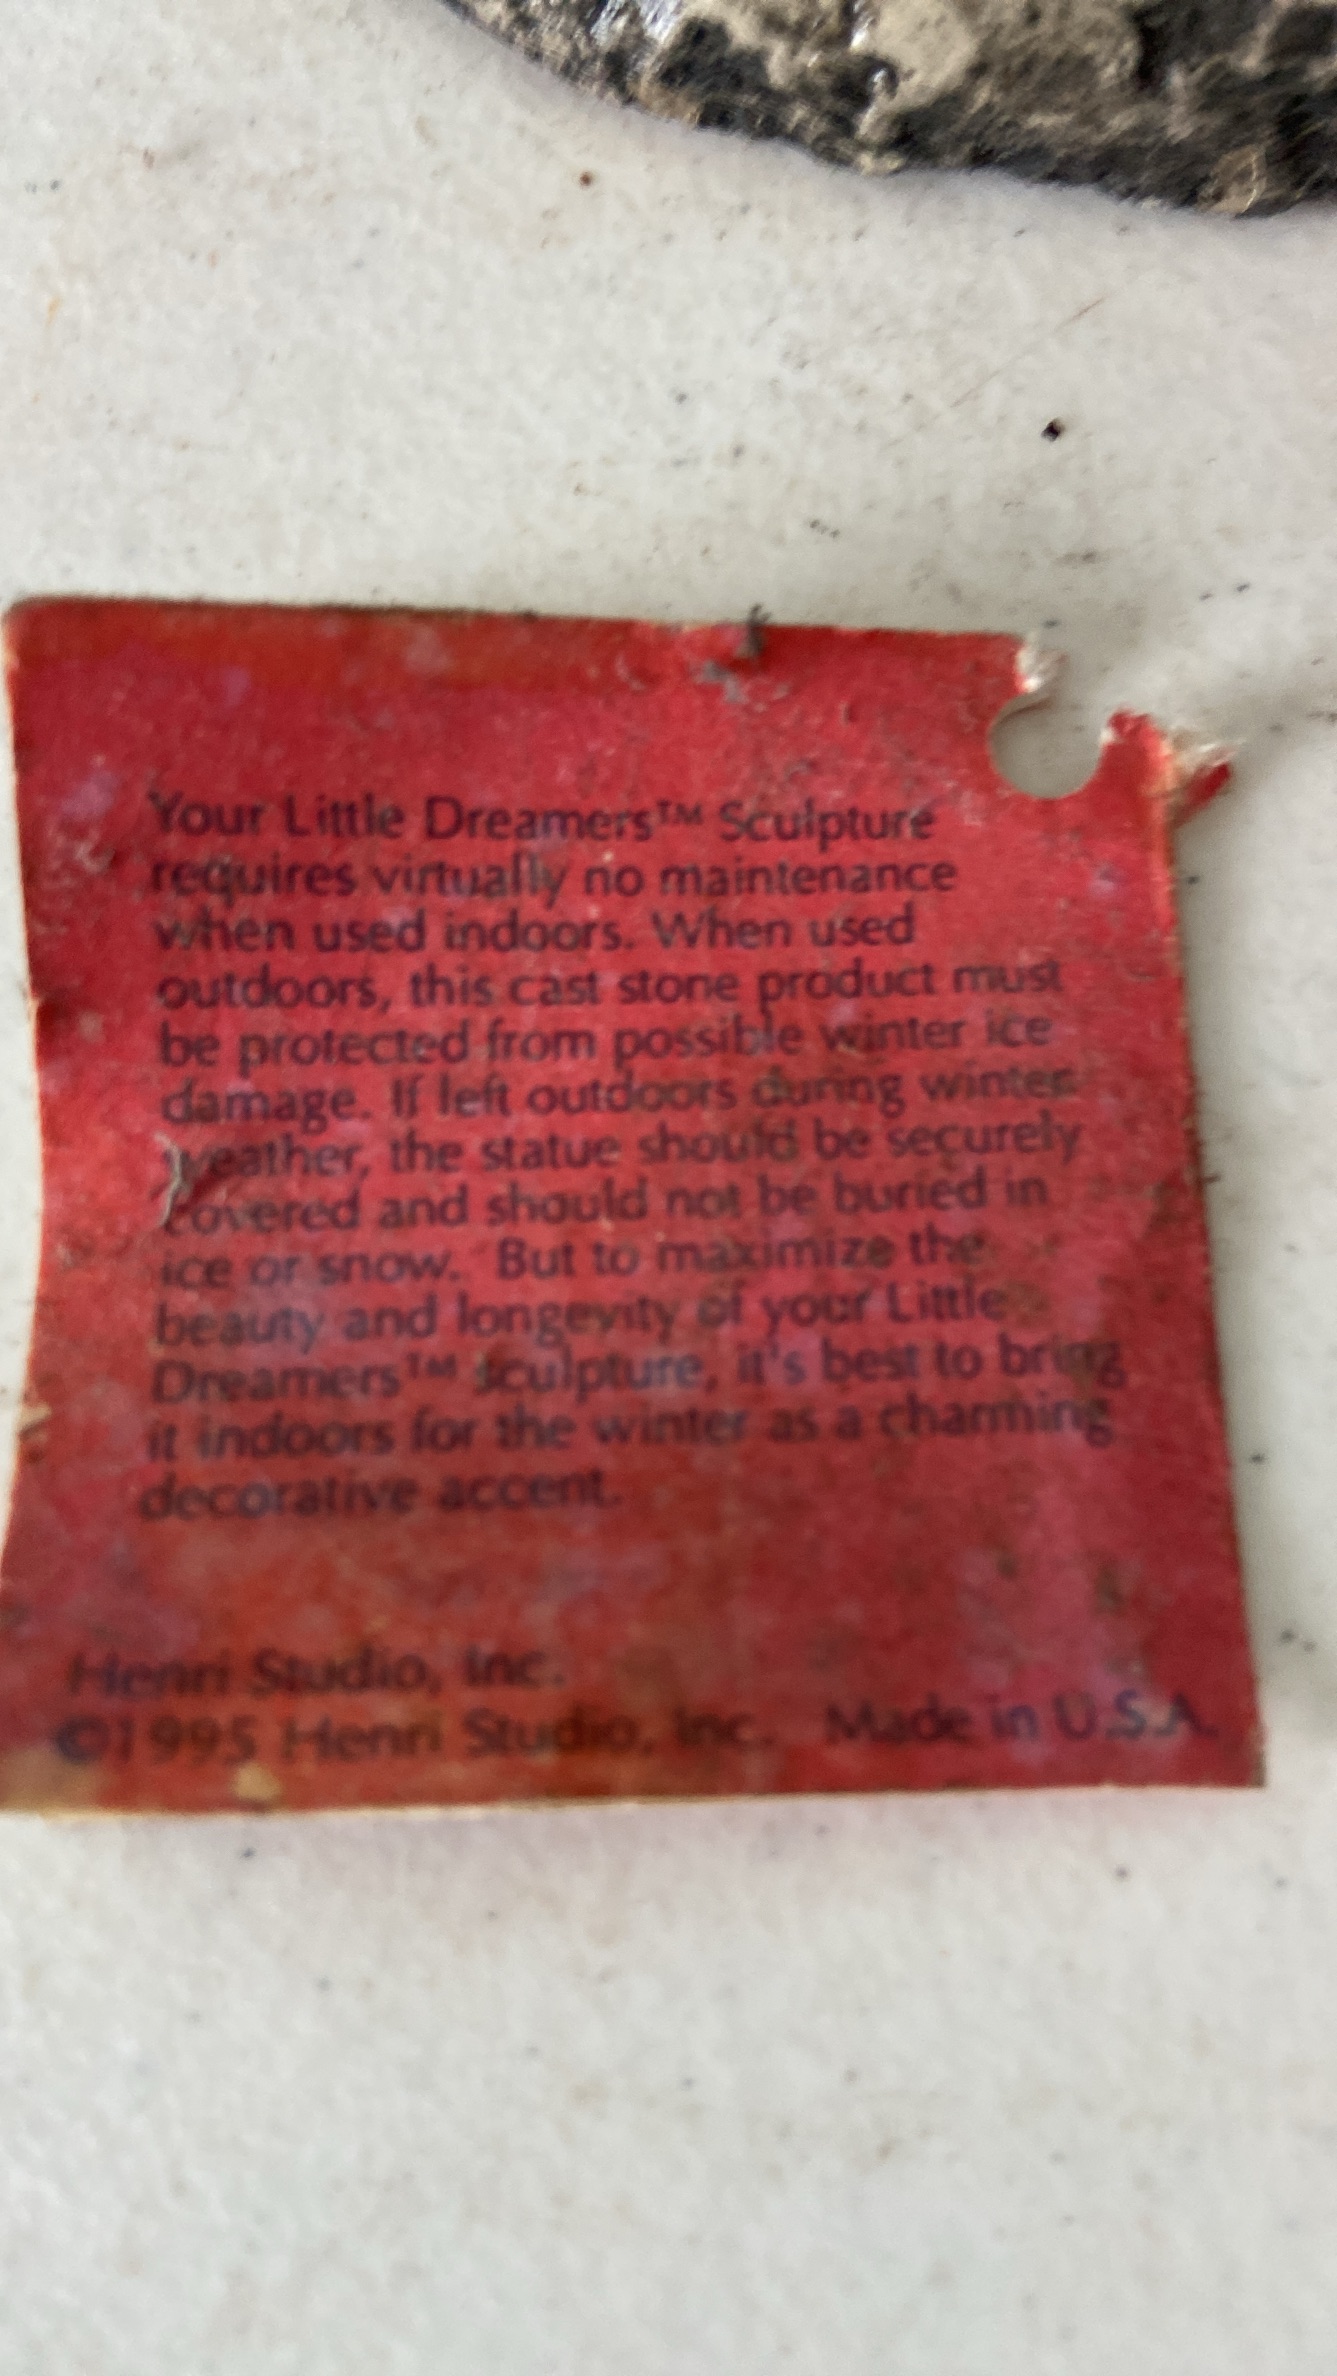 Your Little Dreamers™ Sculpture
requires virtually no maintenance
when used indoors. When used
outdoors, this cast stone product must
be protected from possible winter ice
damage. If left outdoors during winter
weather, the statue should be securely
covered and should not be buried in
ice or snow. But to maximize the
beauty and longevity of your Little
Dreamers™ sculpture, it's best to bring
it indoors for the winter as a charming
decorative accent.
Henri Studio, Inc.
©1995 Henri Studio, Inc. Made in U.S.A.